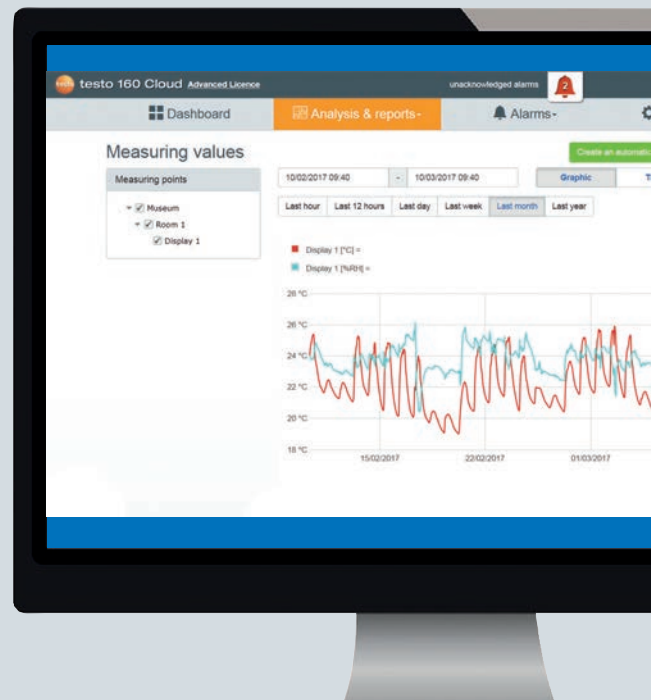 testo
testo 160 Cloud Advanced Licence
unacknowledged alarms
2
Dashboard
Analysis & reports-
Alarms-
Measuring values
Create an automatic
Measuring points
10/02/2017 09:40 - 10/03/2017 09:40
Graphic
Museum
Last hour Last 12 hours Last day Last week Last month Last year
Room 1
Display 1
Display 1 [°C] =
Display 1 [%RH] =
28 °C
26 °C
24 °C
22 °C
20 °C
18 °C
15/02/2017 22/02/2017 01/03/2017